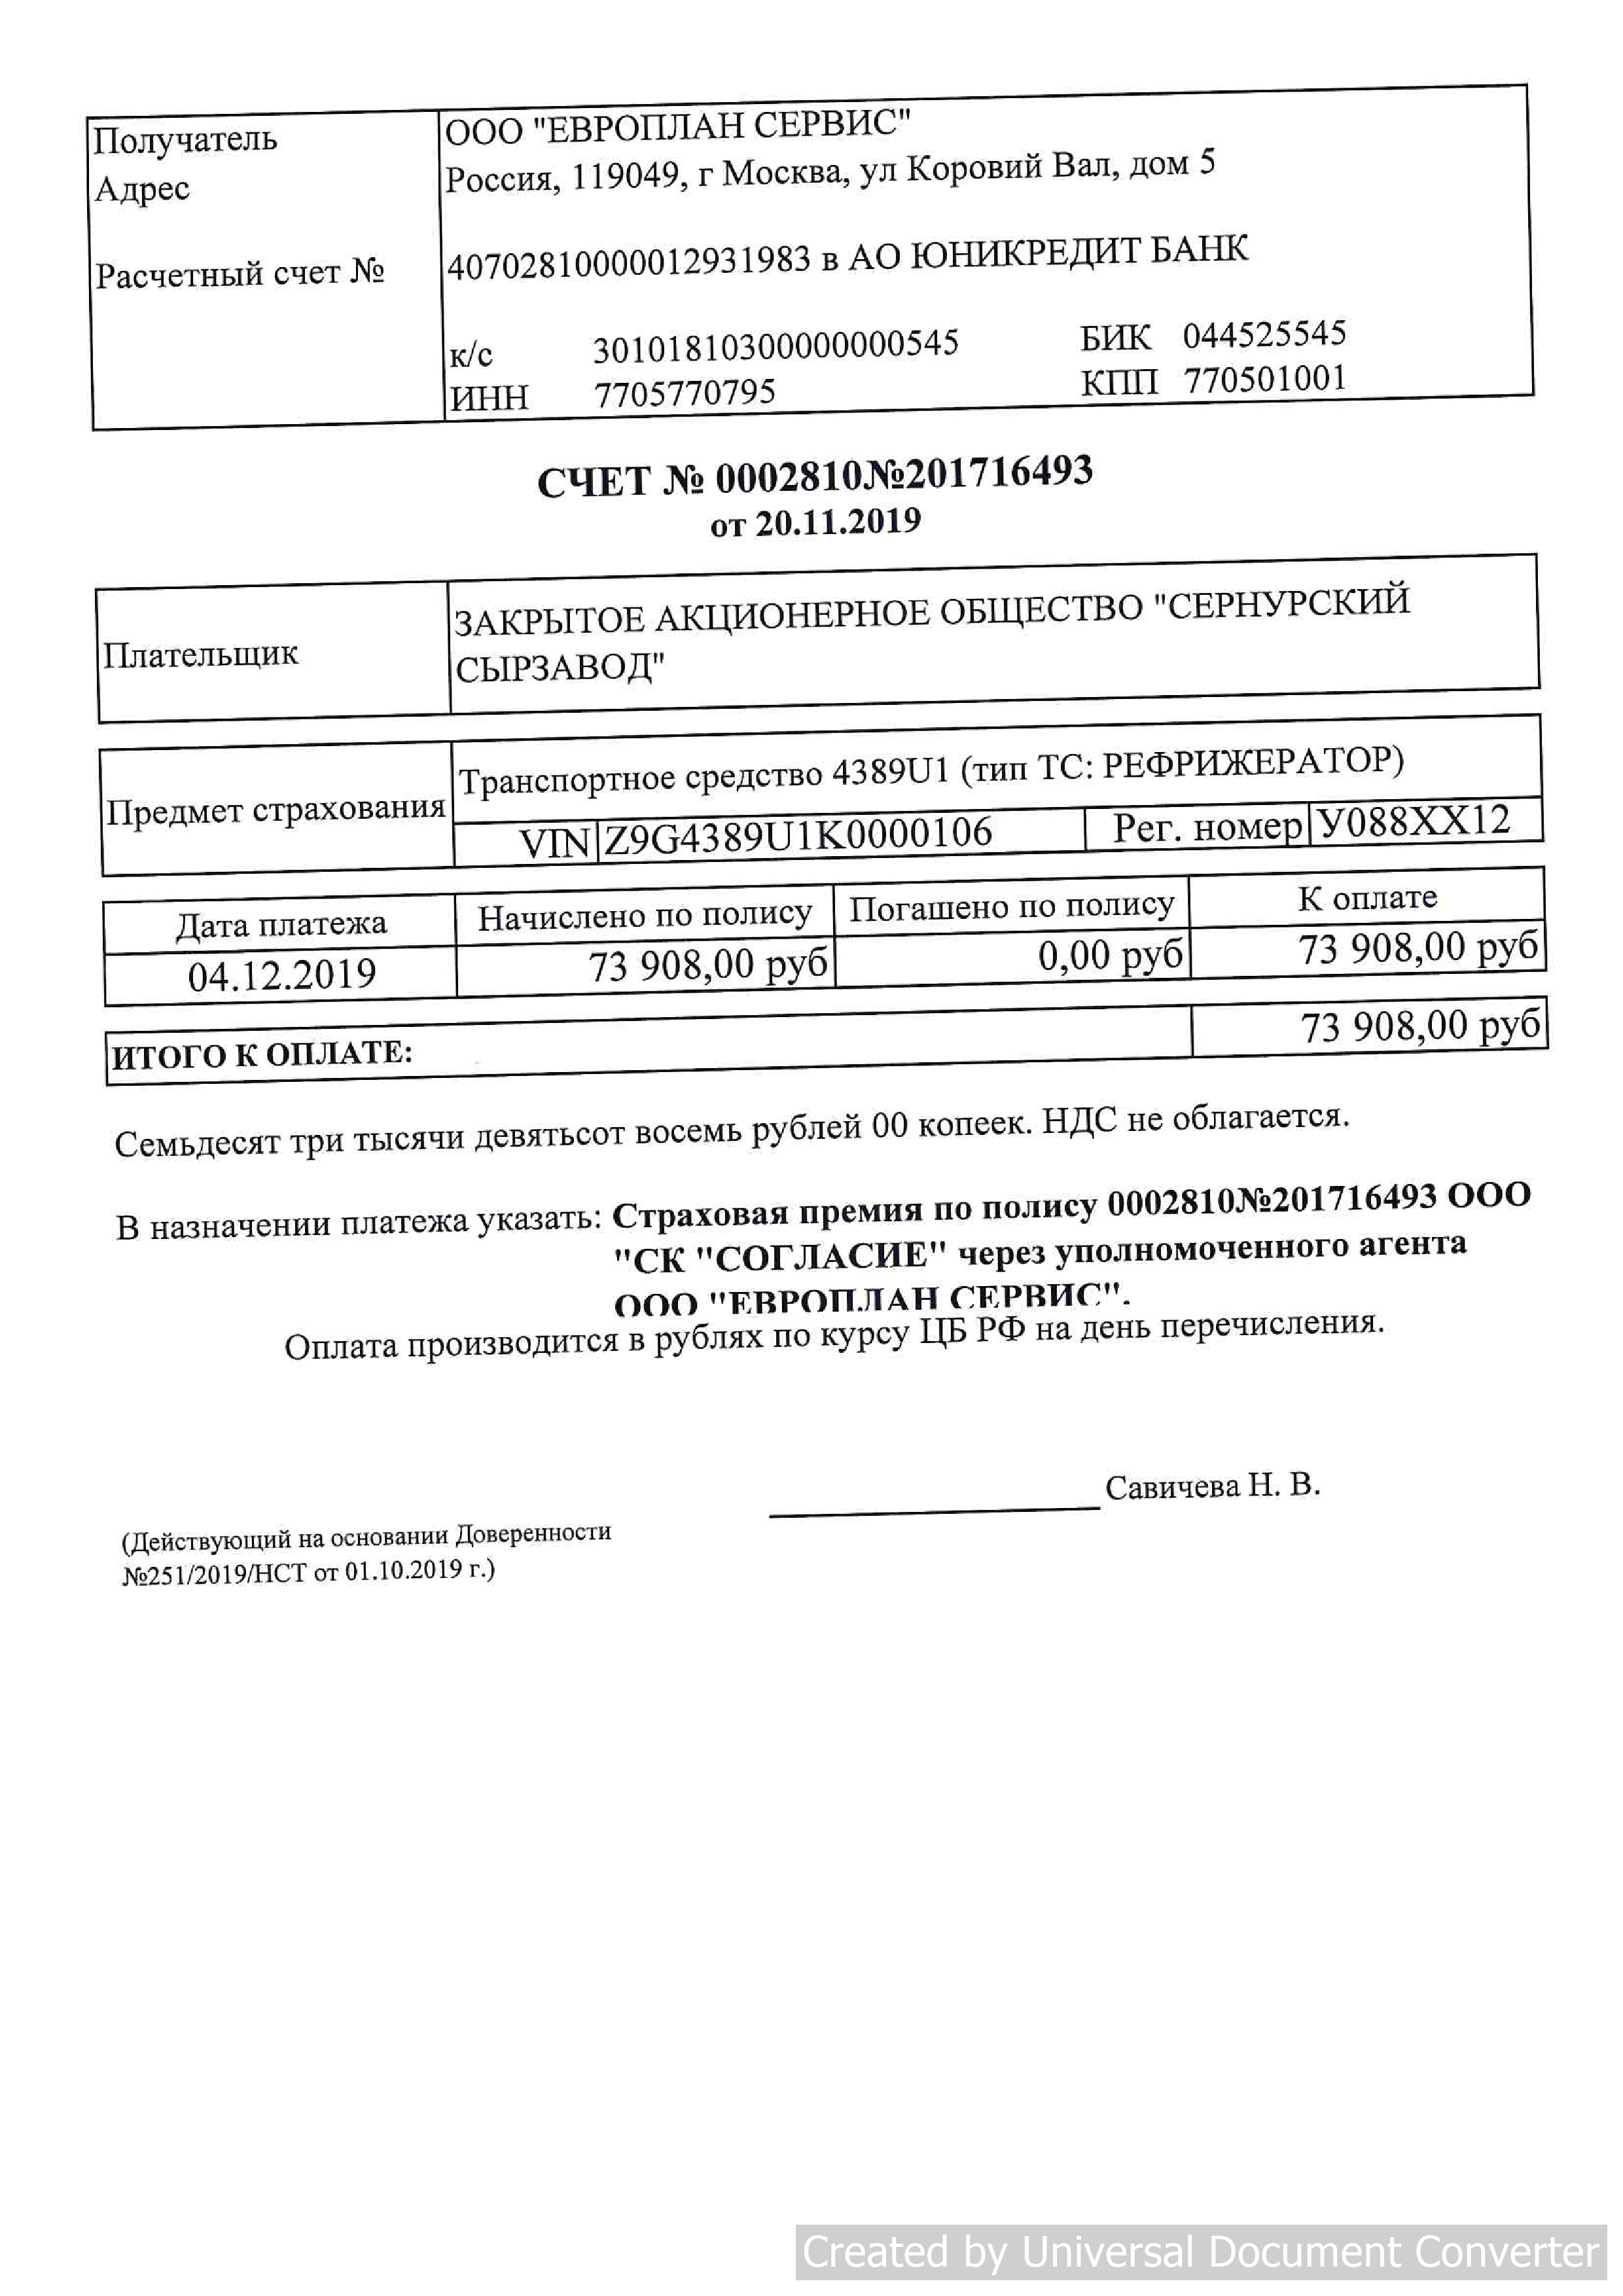 Получатель ООО "ЕВРОПЛАН СЕРВИС"
Адрес Россия, 119049, г Москва, ул Коровий Вал, дом 5
Расчетный счет № 40702810000012931983 в АО ЮНИКРЕДИТ БАНК
к/с 30101810300000000545 БИК 044525545
ИНН 7705770795 КПП 770501001
СЧЕТ № 0002810№201716493
от 20.11.2019
Плательщик ЗАКРЫТОЕ АКЦИОНЕРНОЕ ОБЩЕСТВО "СЕРНУРСКИЙ
СЫРЗАВОД"
Предмет страхования Транспортное средство 4389U1 (тип ТС: РЕФРИЖЕРАТОР)
VIN Z9G4389U1K0000106 Рег. номер У088ХХ12
Дата платежа Начислено по полису Погашено по полису К оплате
04.12.2019 73 908,00 руб 0,00 руб 73 908,00 руб
ИТОГО К ОПЛАТЕ: 73 908,00 руб
Семьдесят три тысячи девятьсот восемь рублей 00 копеек. НДС не облагается.
В назначении платежа указать: Страховая премия по полису 0002810№201716493 ООО
"СК "СОГЛАСИЕ" через уполномоченного агента
ООО "ЕВРОПЛАН СЕРВИС".
Оплата производится в рублях по курсу ЦБ РФ на день перечисления.
Савичева Н. В.
(Действующий на основании Доверенности
№251/2019/НСТ от 01.10.2019 г.)
Created by Universal Document Converter